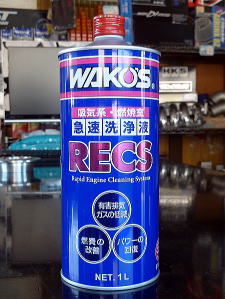 WAKO'S
吸気系・燃焼室
急速洗浄液
RECS
Rapid Engine Cleaning System
有害排気
ガスの低減
燃費の
改善
パワーの
回復
NET. 1L
HKS